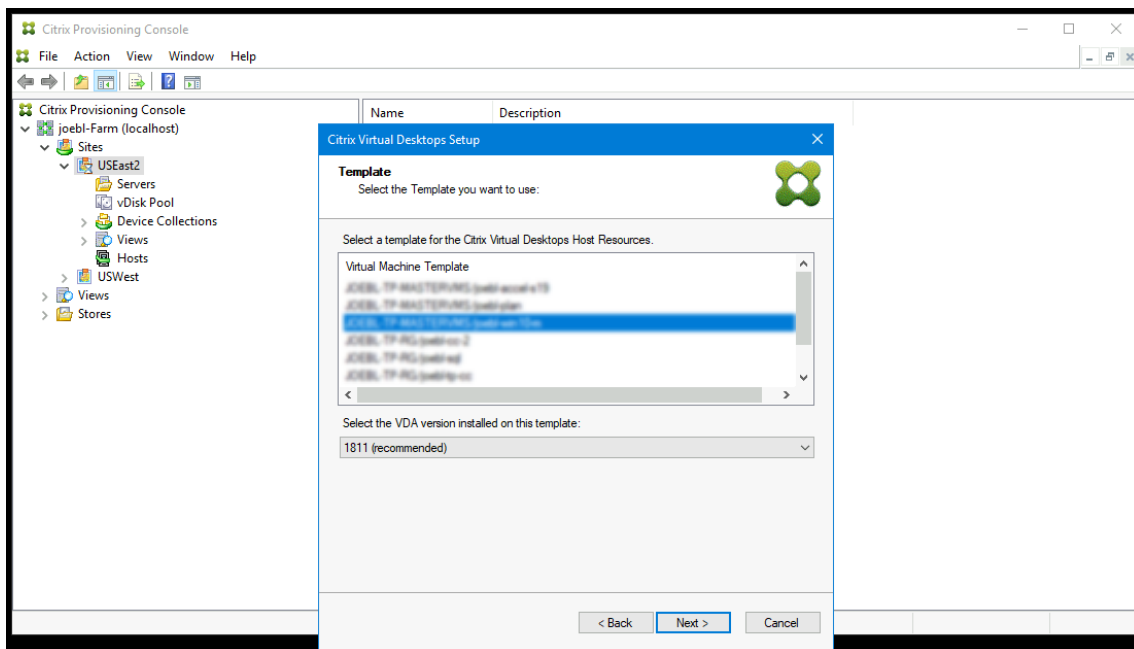 Citrix Provisioning Console
File Action View Window Help
Citrix Provisioning Console
joebl-Farm (localhost)
Sites
USEast2
Servers
vDisk Pool
Device Collections
Views
Hosts
USWest
Views
Stores
Name Description
Citrix Virtual Desktops Setup
Template
Select the Template you want to use:
Select a template for the Citrix Virtual Desktops Host Resources.
Virtual Machine Template
Select the VDA version installed on this template:
1811 (recommended)
< Back Next > Cancel